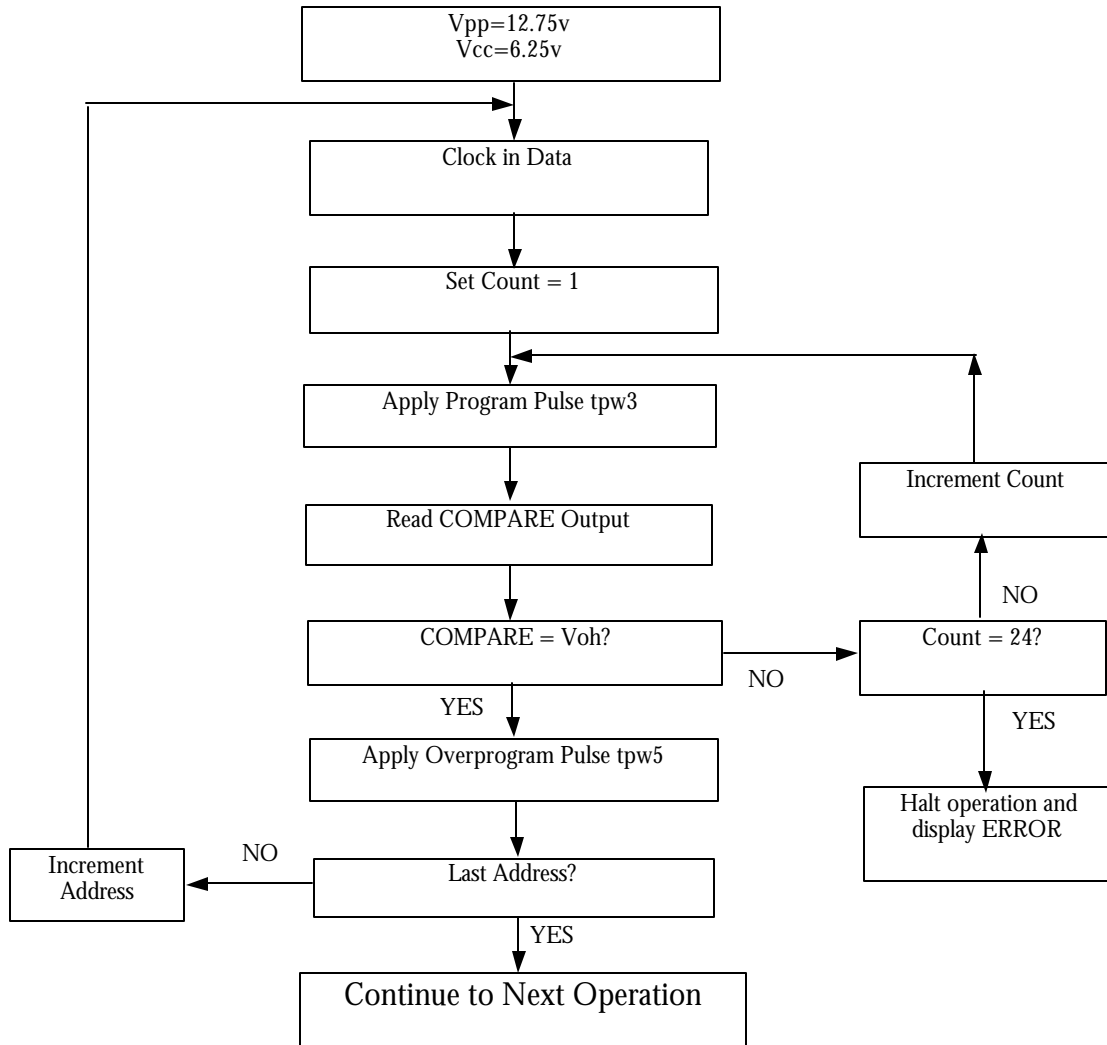 Vpp=12.75v
Vcc=6.25v
Clock in Data
Set Count = 1
Apply Program Pulse tpw3
Increment Count
Read COMPARE Output
NO
COMPARE = Voh?
Count = 24?
NO
YES
YES
Apply Overprogram Pulse tpw5
Halt operation and
display ERROR
NO
Increment
Address
Last Address?
YES
Continue to Next Operation